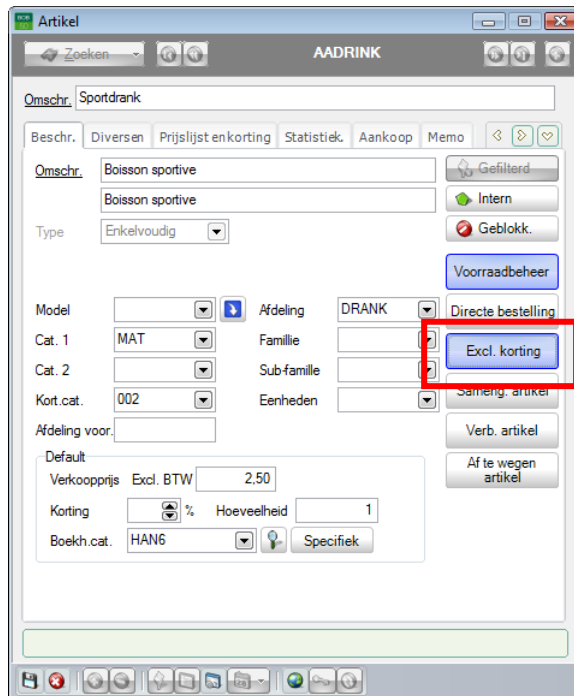 BOB
50
Artikel
Zoeken
AADRINK
Omschr. Sportdrank
Beschr. Diversen Prijslijst en korting Statistiek. Aankoop Memo
Omschr. Boisson sportive
Boisson sportive
Type Enkelvoudig
Gefilterd
Intern
Geblokk.
Voorraadbeheer
Model Afdeling DRANK Directe bestelling
Cat. 1 MAT Familie Excl. korting
Cat. 2 Sub-familie
Sameng. artikel
Kort.cat. 002 Eenheden
Afdeling voor. Verb. artikel
Default
Verkoopprijs Excl. BTW 2,50 Af te wegen
artikel
Korting % Hoeveelheid 1
Boekh.cat. HAN6 Specifiek